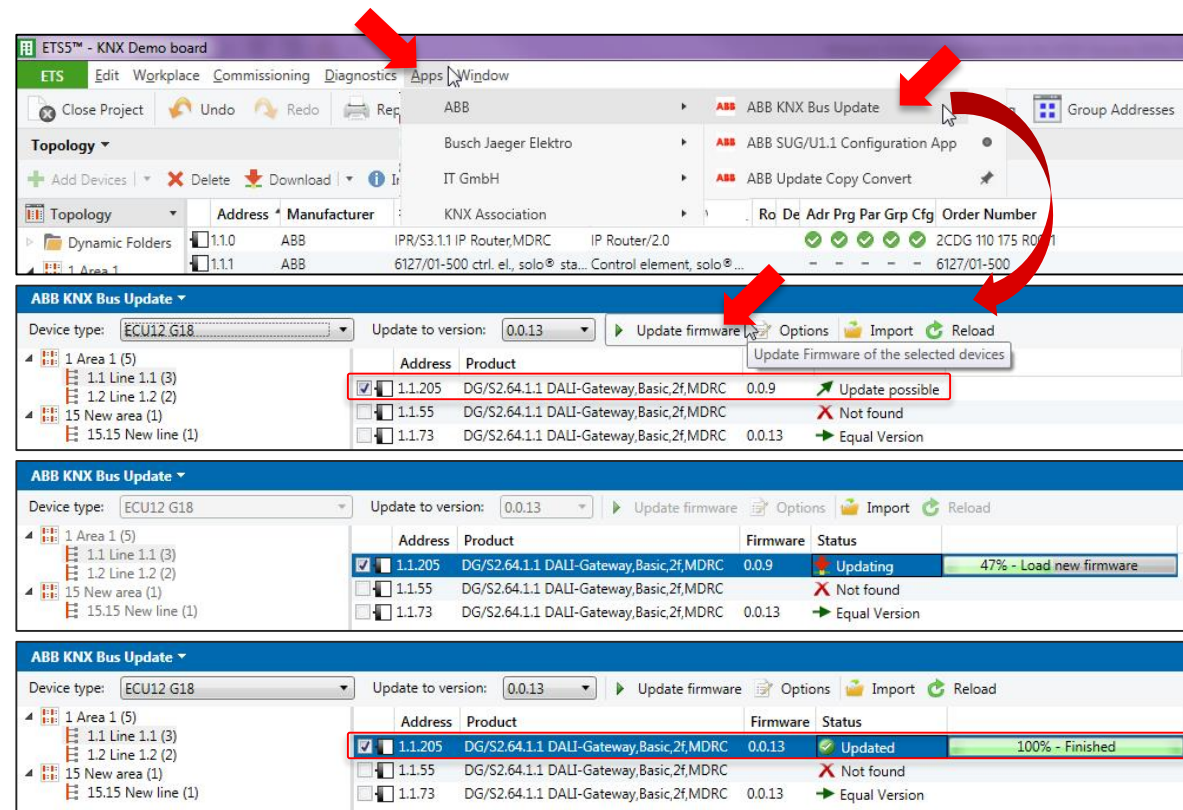 ETS5™ - KNX Demo board
ETS Edit Workplace Commissioning Diagnostics Apps Window
Close Project Undo Redo Rep ABB ABB ABB KNX Bus Update Group Addresses
Topology Busch Jaeger Elektro ABB ABB SUG/U1.1 Configuration App
Add Devices Delete Download IT GmbH ABB ABB Update Copy Convert
Topology Address Manufacturer KNX Association Ro De Adr Prg Par Grp Cfg Order Number
Dynamic Folders 1.1.0 ABB IPR/S3.1.1 IP Router,MDRC IP Router/2.0 2CDG 110 175 R0011
1 Area 1 1.1.1 ABB 6127/01-500 ctrl. el., solo® sta... Control element, solo®... - - - - - 6127/01-500
ABB KNX Bus Update
Device type: ECU12 G18 Update to version: 0.0.13 Update firmware Options Import Reload
Update Firmware of the selected devices
1 Area 1 (5) Address Product
1.1 Line 1.1 (3) 1.1.205 DG/S2.64.1.1 DALI-Gateway,Basic,2f,MDRC 0.0.9 Update possible
1.2 Line 1.2 (2)
15 New area (1) 1.1.55 DG/S2.64.1.1 DALI-Gateway,Basic,2f,MDRC Not found
15.15 New line (1) 1.1.73 DG/S2.64.1.1 DALI-Gateway,Basic,2f,MDRC 0.0.13 Equal Version
ABB KNX Bus Update
Device type: ECU12 G18 Update to version: 0.0.13 Update firmware Options Import Reload
1 Area 1 (5) Address Product Firmware Status
1.1 Line 1.1 (3) 1.1.205 DG/S2.64.1.1 DALI-Gateway,Basic,2f,MDRC 0.0.9 Updating 47% - Load new firmware
1.2 Line 1.2 (2)
15 New area (1) 1.1.55 DG/S2.64.1.1 DALI-Gateway,Basic,2f,MDRC Not found
15.15 New line (1) 1.1.73 DG/S2.64.1.1 DALI-Gateway,Basic,2f,MDRC 0.0.13 Equal Version
ABB KNX Bus Update
Device type: ECU12 G18 Update to version: 0.0.13 Update firmware Options Import Reload
1 Area 1 (5) Address Product Firmware Status
1.1 Line 1.1 (3) 1.1.205 DG/S2.64.1.1 DALI-Gateway,Basic,2f,MDRC 0.0.13 Updated 100% - Finished
1.2 Line 1.2 (2)
15 New area (1) 1.1.55 DG/S2.64.1.1 DALI-Gateway,Basic,2f,MDRC Not found
15.15 New line (1) 1.1.73 DG/S2.64.1.1 DALI-Gateway,Basic,2f,MDRC 0.0.13 Equal Version